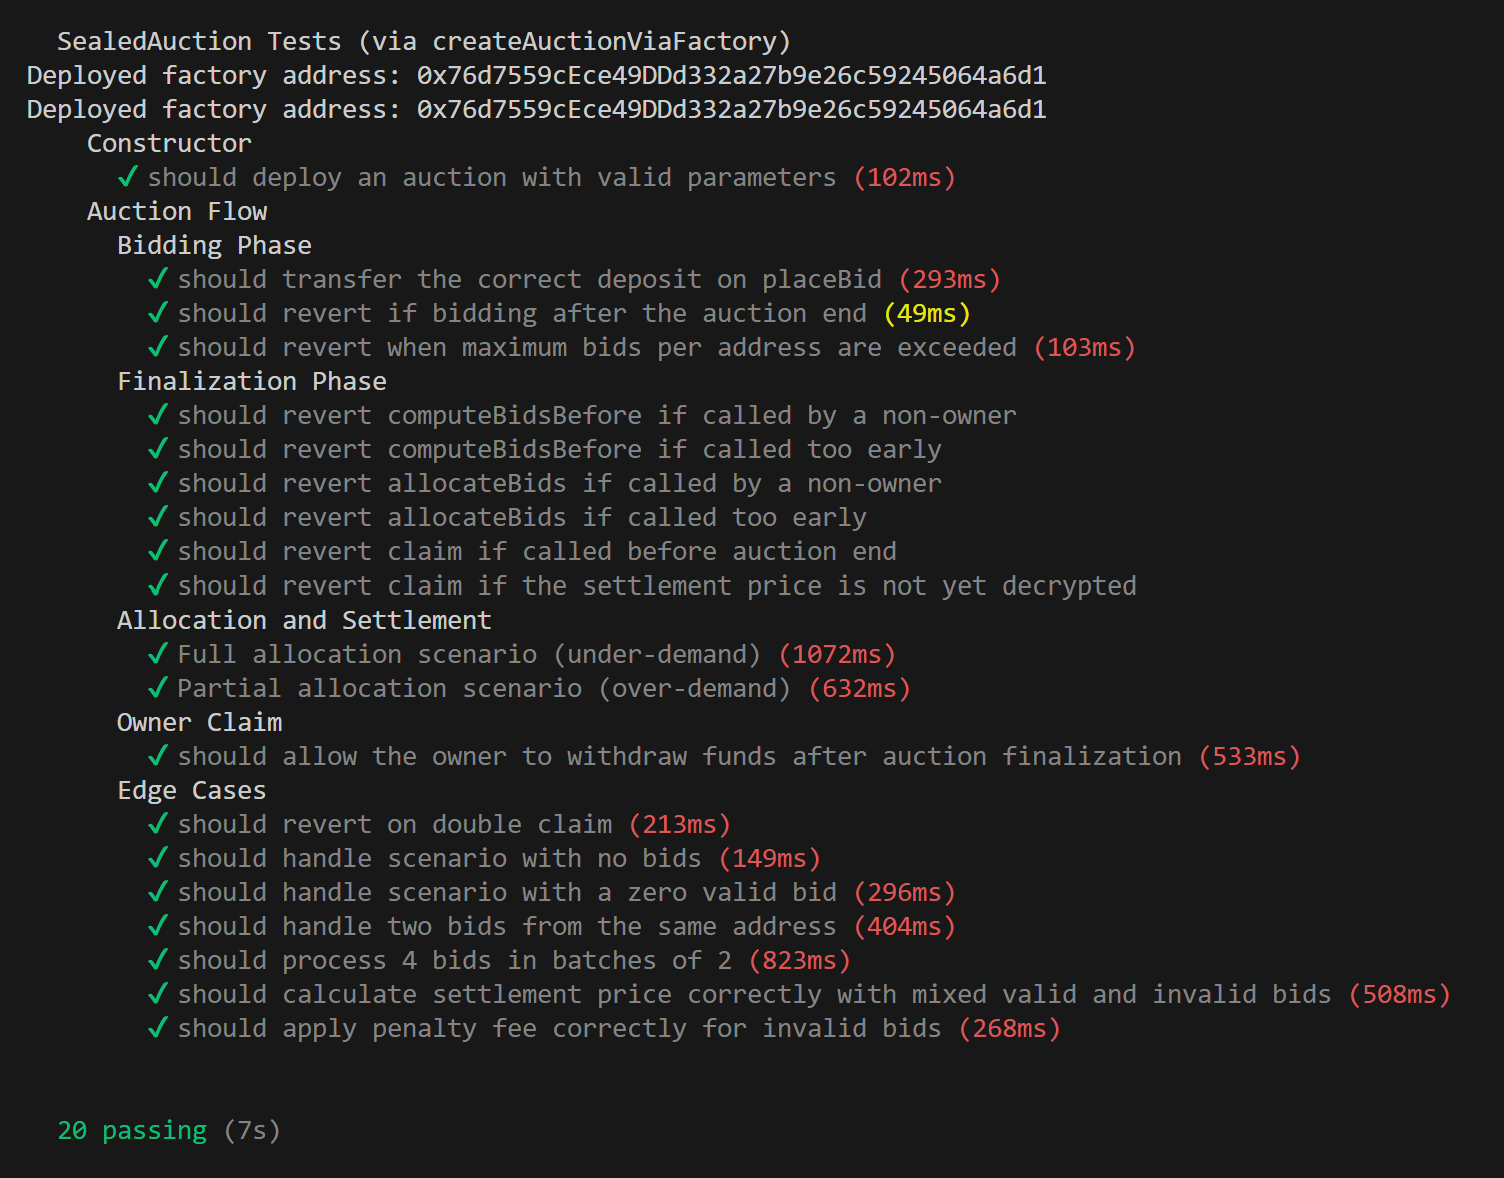 SealedAuction Tests (via createAuctionViaFactory)
Deployed factory address: 0x76d7559cEce49DDd332a27b9e26c59245064a6d1
Deployed factory address: 0x76d7559cEce49DDd332a27b9e26c59245064a6d1
Constructor
✓ should deploy an auction with valid parameters (102ms)
Auction Flow
Bidding Phase
✓ should transfer the correct deposit on placeBid (293ms)
✓ should revert if bidding after the auction end (49ms)
✓ should revert when maximum bids per address are exceeded (103ms)
Finalization Phase
✓ should revert computeBidsBefore if called by a non-owner
✓ should revert computeBidsBefore if called too early
✓ should revert allocateBids if called by a non-owner
✓ should revert allocateBids if called too early
✓ should revert claim if called before auction end
✓ should revert claim if the settlement price is not yet decrypted
Allocation and Settlement
✓ Full allocation scenario (under-demand) (1072ms)
✓ Partial allocation scenario (over-demand) (632ms)
Owner Claim
✓ should allow the owner to withdraw funds after auction finalization (533ms)
Edge Cases
✓ should revert on double claim (213ms)
✓ should handle scenario with no bids (149ms)
✓ should handle scenario with a zero valid bid (296ms)
✓ should handle two bids from the same address (404ms)
✓ should process 4 bids in batches of 2 (823ms)
✓ should calculate settlement price correctly with mixed valid and invalid bids (508ms)
✓ should apply penalty fee correctly for invalid bids (268ms)
20 passing (7s)